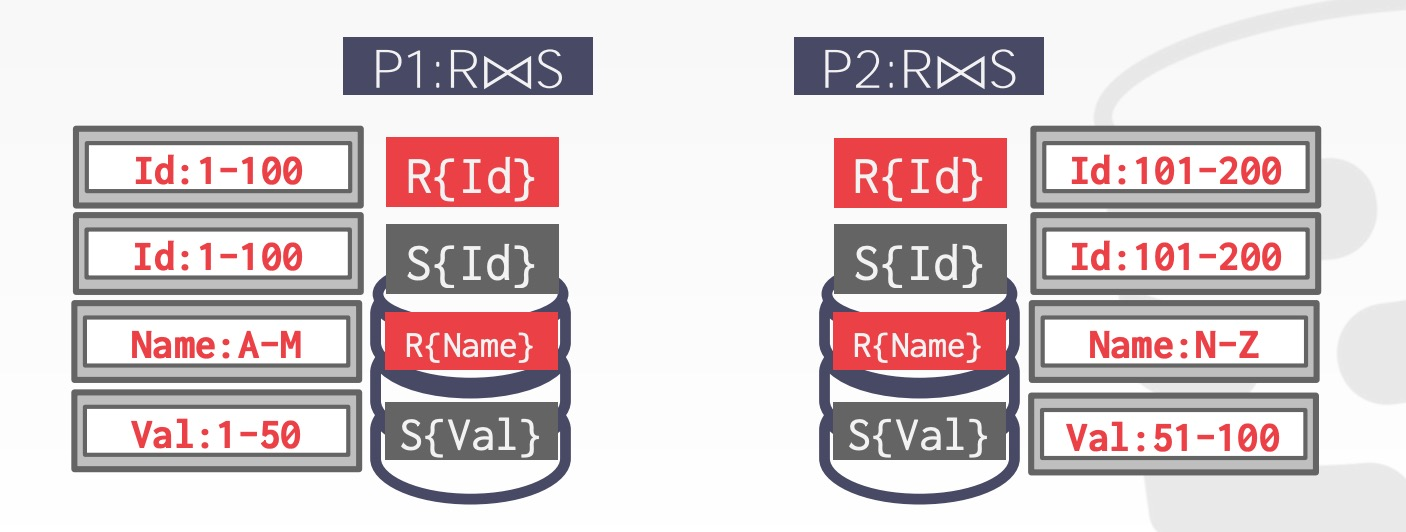 P1:R⋈S
P2:R⋈S
Id:1-100
R{Id}
R{Id}
Id:101-200
Id:1-100
S{Id}
S{Id}
Id:101-200
Name:A-M
R{Name}
R{Name}
Name:N-Z
Val:1-50
S{Val}
S{Val}
Val:51-100